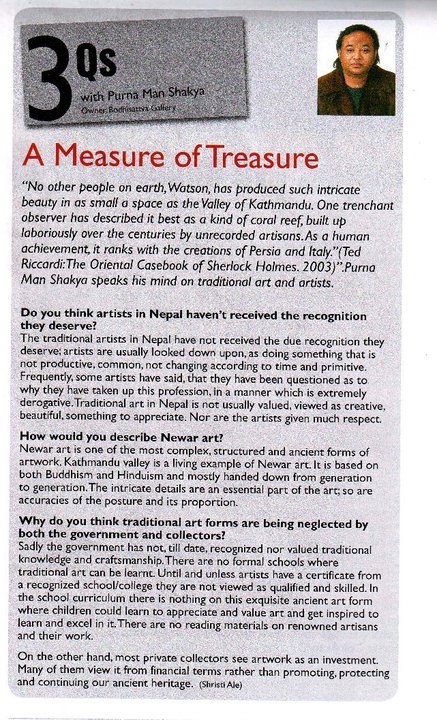 3 Qs
with Purna Man Shakya
Owner: Bodhisattva Gallery
A Measure of Treasure
“No other people on earth, Watson, has produced such intricate
beauty in as small a space as the Valley of Kathmandu. One trenchant
observer has described it best as a kind of coral reef, built up
laboriously over the centuries by unrecorded artisans. As a human
achievement, it ranks with the creations of Persia and Italy.”(Ted
Riccardi:The Oriental Casebook of Sherlock Holmes. 2003)”.Purna
Man Shakya speaks his mind on traditional art and artists.
Do you think artists in Nepal haven’t received the recognition
they deserve?
The traditional artists in Nepal have not received the due recognition they
deserve; artists are usually looked down upon, as doing something that is
not productive, common, not changing according to time and primitive.
Frequently, some artists have said, that they have been questioned as to
why they have taken up this profession, in a manner which is extremely
derogative. Traditional art in Nepal is not usually valued, viewed as creative,
beautiful, something to appreciate. Nor are the artists given much respect.
How would you describe Newar art?
Newar art is one of the most complex, structured and ancient forms of
artwork. Kathmandu valley is a living example of Newar art. It is based on
both Buddhism and Hinduism and mostly handed down from generation
to generation. The intricate details are an essential part of the art; so are
accuracies of the posture and its proportion.
Why do you think traditional art forms are being neglected by
both the government and collectors?
Sadly the government has not, till date, recognized nor valued traditional
knowledge and craftsmanship. There are no formal schools where
traditional art can be learnt. Until and unless artists have a certificate from
a recognized school/college they are not viewed as qualified and skilled. In
the school curriculum there is nothing on this exquisite ancient art form
where children could learn to appreciate and value art and get inspired to
learn and excel in it. There are no reading materials on renowned artisans
and their work.
On the other hand, most private collectors see artwork as an investment.
Many of them view it from financial terms rather than promoting, protecting
and continuing our ancient heritage. (Shristi Ale)